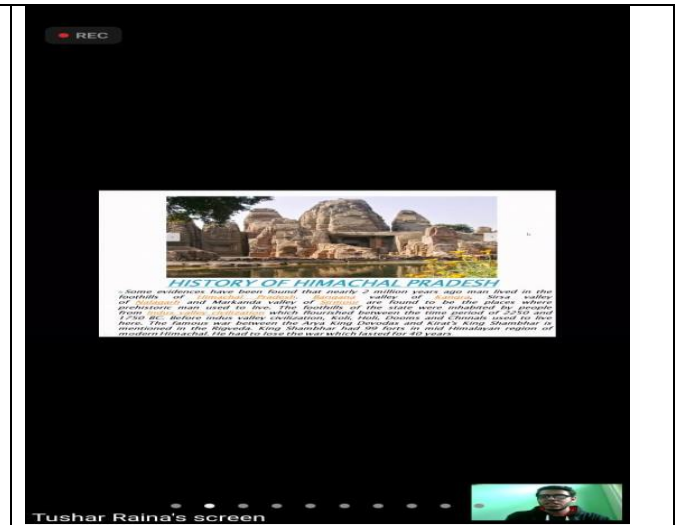 REC
HISTORY OF HIMACHAL PRADESH
Some evidences have been found that nearly 2 million years ago man lived in the
foothills of Himachal Pradesh. Bangana valley of Kangra, Sirsa valley
of Nalagarh and Markanda valley of Sirmour are found to be the places where
prehistoric man used to live. The foothills of the state were inhabited by people
from Indus valley civilization which flourished between the time period of 2250 and
1750 BC. Before indus valley civilization, Koli, Holi, Dooms and Chnnals used to live
here. The famous war between the Arya King Devodas and Kirat's King Shambhar is
mentioned in the Rigveda. King Shambhar had 99 forts in mid Himalayan region of
modern Himachal. He had to lose the war which lasted for 40 years
Tushar Raina's screen